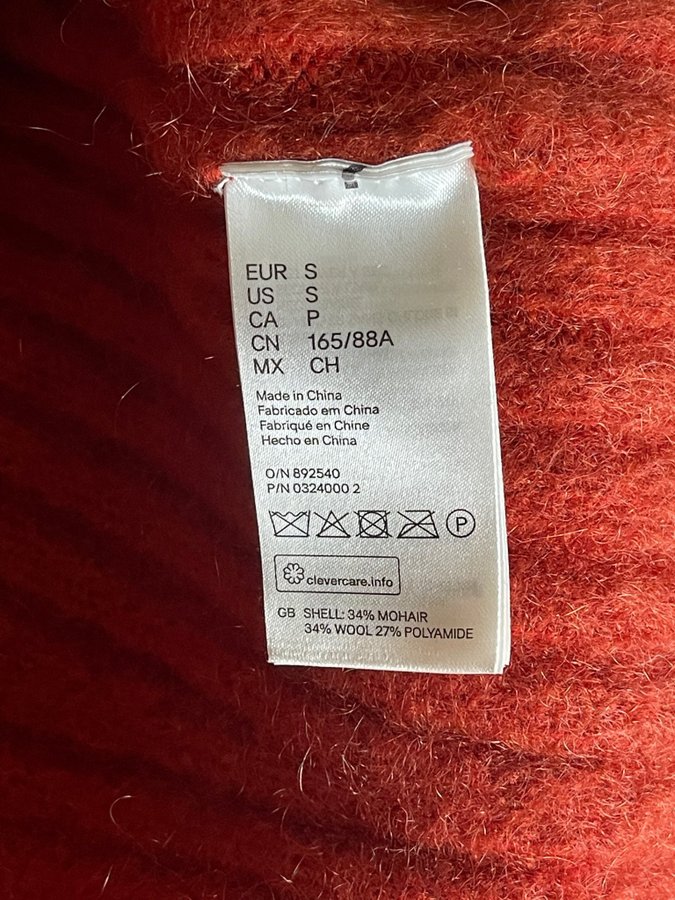 EUR S
US S
CA P
CN 165/88A
MX CH
Made in China
Fabricado em China
Fabriqué en Chine
Hecho en China
O/N 892540
P/N 0324000 2
P
clevercare.info
GB SHELL: 34% MOHAIR
34% WOOL 27% POLYAMIDE